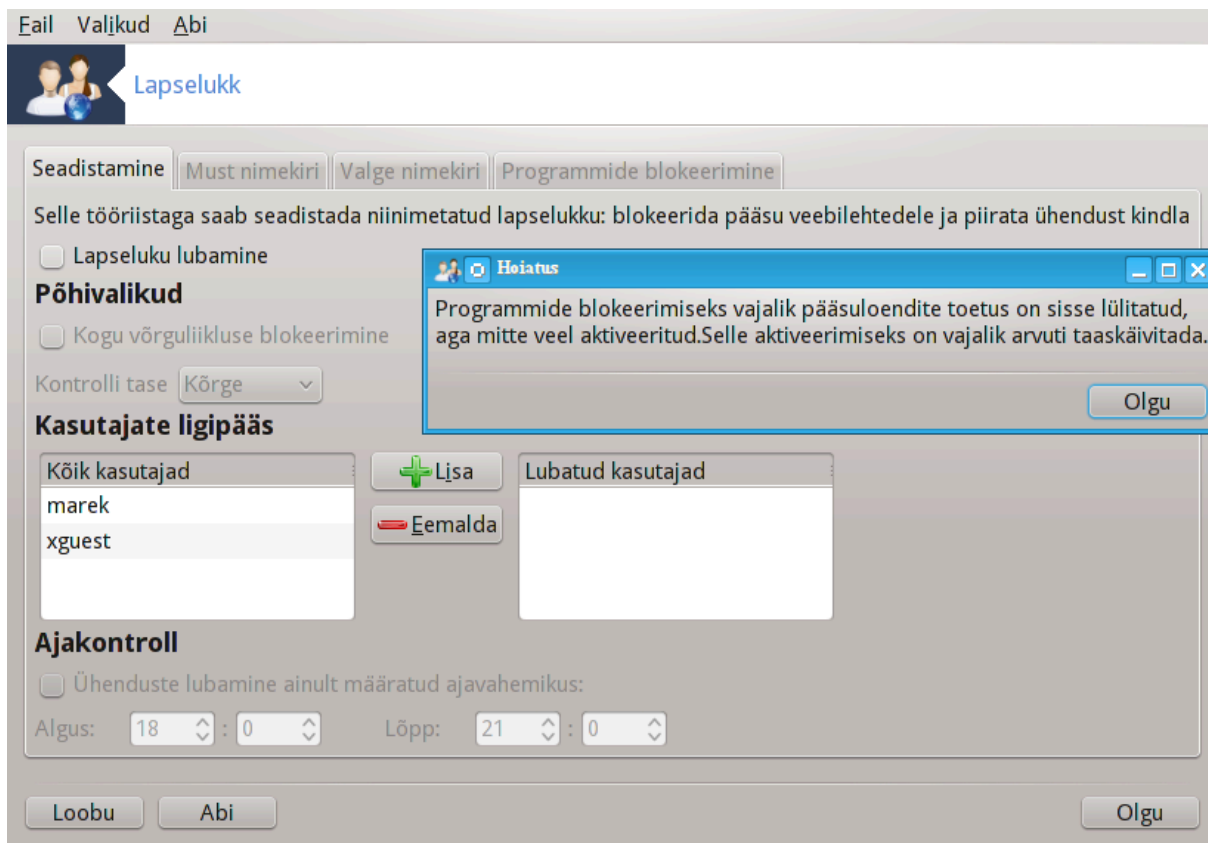 Fail Valikud Abi
Lapselukk
Seadistamine Must nimekiri Valge nimekiri Programmide blokeerimine
Selle tööriistaga saab seadistada niinimetatud lapselukku: blokeerida pääsu veebilehtedele ja piirata ühendust kindla
Lapseluku lubamine
Hoiatus
Programmide blokeerimiseks vajalik pääsuloendite toetus on sisse lülitatud,
aga mitte veel aktiveeritud.Selle aktiveerimiseks on vajalik arvuti taaskäivitada.
Olgu
Põhivalikud
Kogu võrguliikluse blokeerimine
Kontrolli tase Kõrge
Kasutajate ligipääs
Kõik kasutajad
marek
xguest
Lisa
Eemalda
Lubatud kasutajad
Ajakontroll
Ühenduste lubamine ainult määratud ajavahemikus:
Algus: 18 : 0 Lõpp: 21 : 0
Loobu Abi Olgu